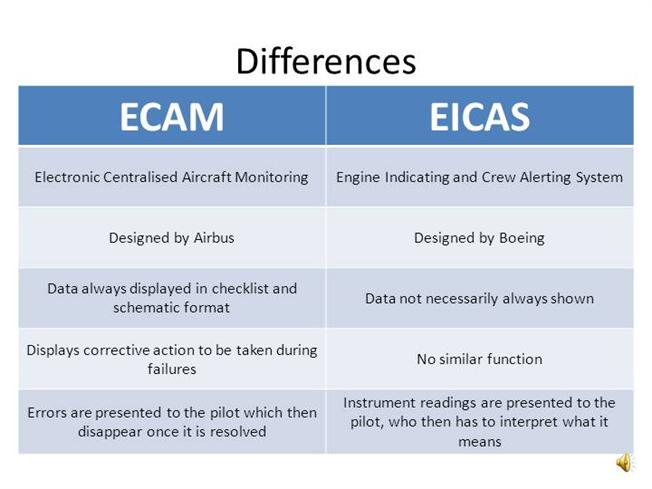 Differences
ECAM
EICAS
Electronic Centralised Aircraft Monitoring
Engine Indicating and Crew Alerting System
Designed by Airbus
Designed by Boeing
Data always displayed in checklist and
schematic format
Data not necessarily always shown
Displays corrective action to be taken during
failures
No similar function
Errors are presented to the pilot which then
disappear once it is resolved
Instrument readings are presented to the
pilot, who then has to interpret what it
means